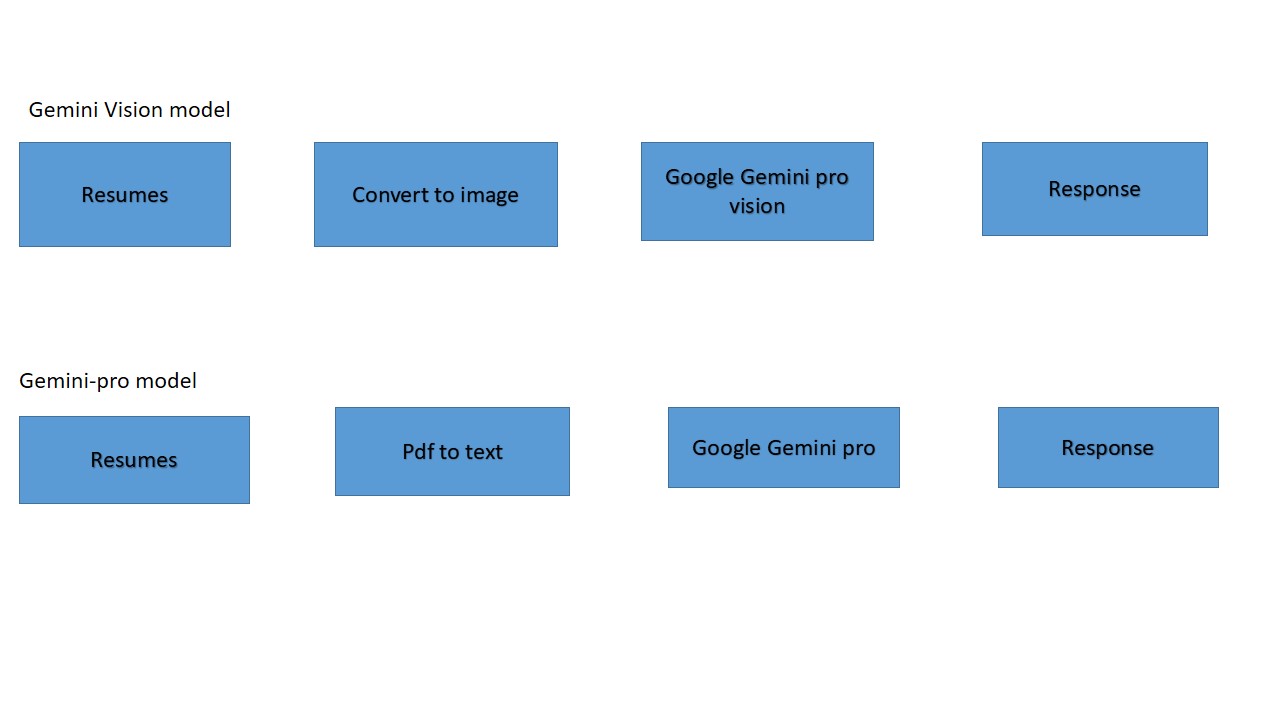 Gemini Vision model
Resumes
Convert to image
Google Gemini pro
vision
Response
Gemini-pro model
Resumes
Pdf to text
Google Gemini pro
Response